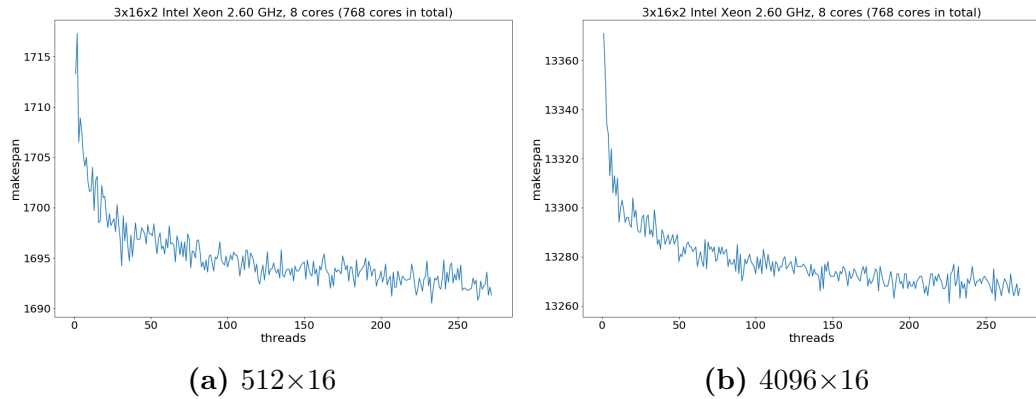 3x16x2 Intel Xeon 2.60 GHz, 8 cores (768 cores in total)
1715
1710
1705
1700
1695
1690
makespan
0 50 100 150 200 250
threads
(a) 512×16
3x16x2 Intel Xeon 2.60 GHz, 8 cores (768 cores in total)
13360
13340
13320
13300
13280
13260
makespan
0 50 100 150 200 250
threads
(b) 4096×16